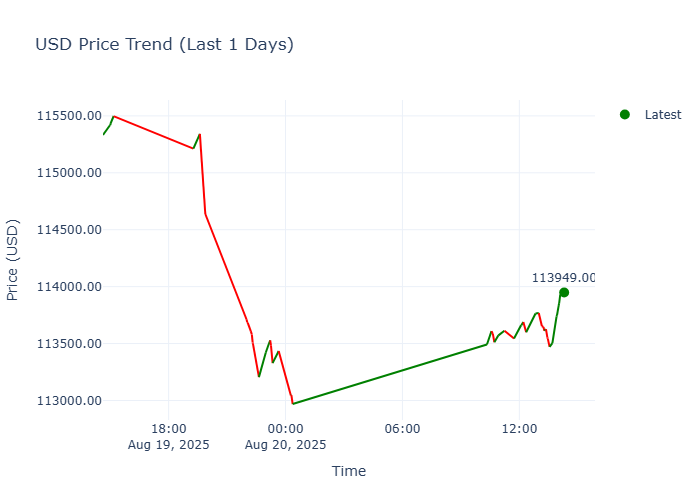 USD Price Trend (Last 1 Days)
Latest
115500.00
115000.00
114500.00
114000.00
113500.00
113000.00
Price (USD)
113949.00
18:00
Aug 19, 2025
00:00
Aug 20, 2025
06:00
12:00
Time